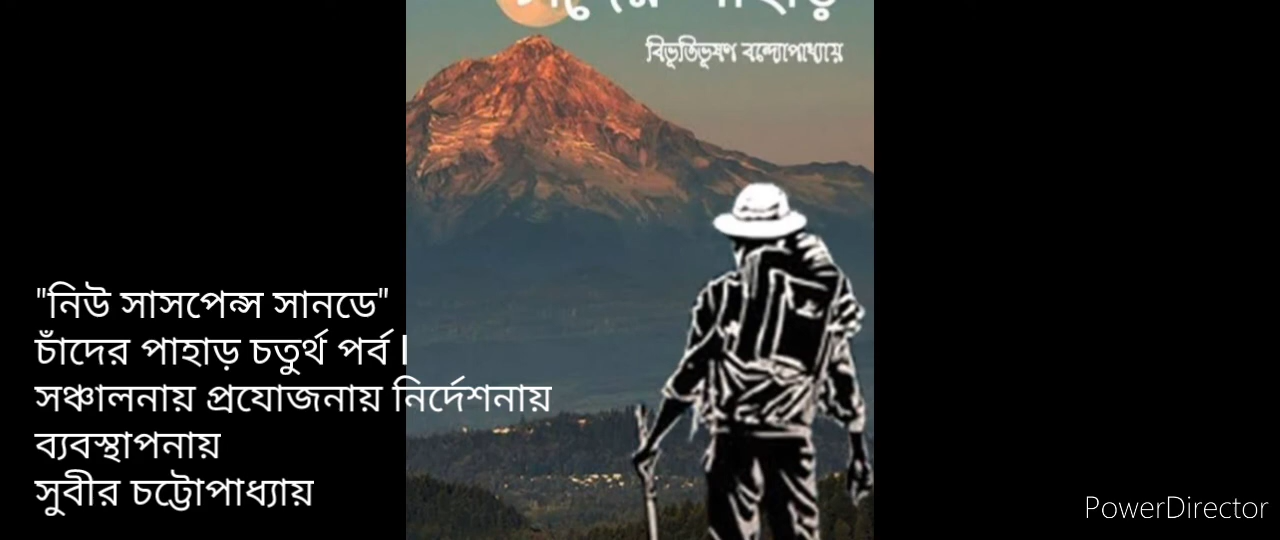 চাঁদের পাহাড়
বিভূতিভূষণ বন্দ্যোপাধ্যায়
"নিউ সাসপেন্স সানডে"
চাঁদের পাহাড় চতুর্থ পর্ব।
সঞ্চালনায় প্রযোজনায় নির্দেশনায়
ব্যবস্থাপনায়
সুবীর চট্টোপাধ্যায়
PowerDirector